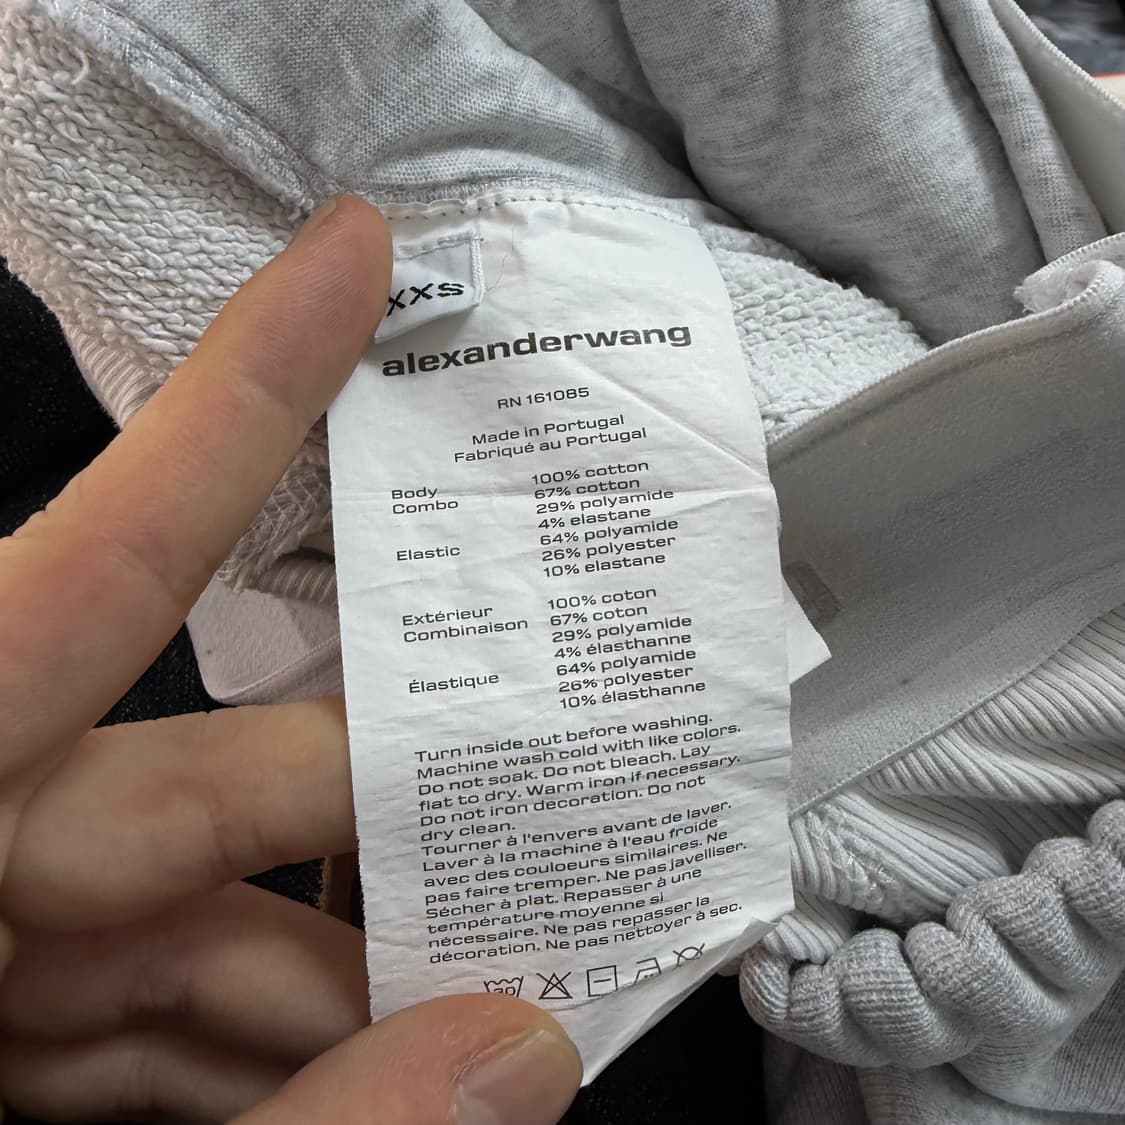 xxs
alexanderwang
RN 161085
Made in Portugal
Fabriqué au Portugal
Body 100% cotton
Combo 67% cotton
29% polyamide
4% elastane
Elastic 64% polyamide
26% polyester
10% elastane
Extérieur 100% coton
Combinaison 67% coton
29% polyamide
4% élasthanne
Élastique 64% polyamide
26% polyester
10% élasthanne
Turn inside out before washing.
Machine wash cold with like colors.
Do not soak. Do not bleach. Lay
flat to dry. Warm iron if necessary.
Do not iron decoration. Do not
dry clean.
Tourner à l'envers avant de laver.
Laver à la machine à l'eau froide
avec des couloeurs similaires. Ne
pas faire tremper. Ne pas javelliser.
Sécher à plat. Repasser à une
température moyenne si
nécessaire. Ne pas repasser la
décoration. Ne pas nettoyer à sec.
30